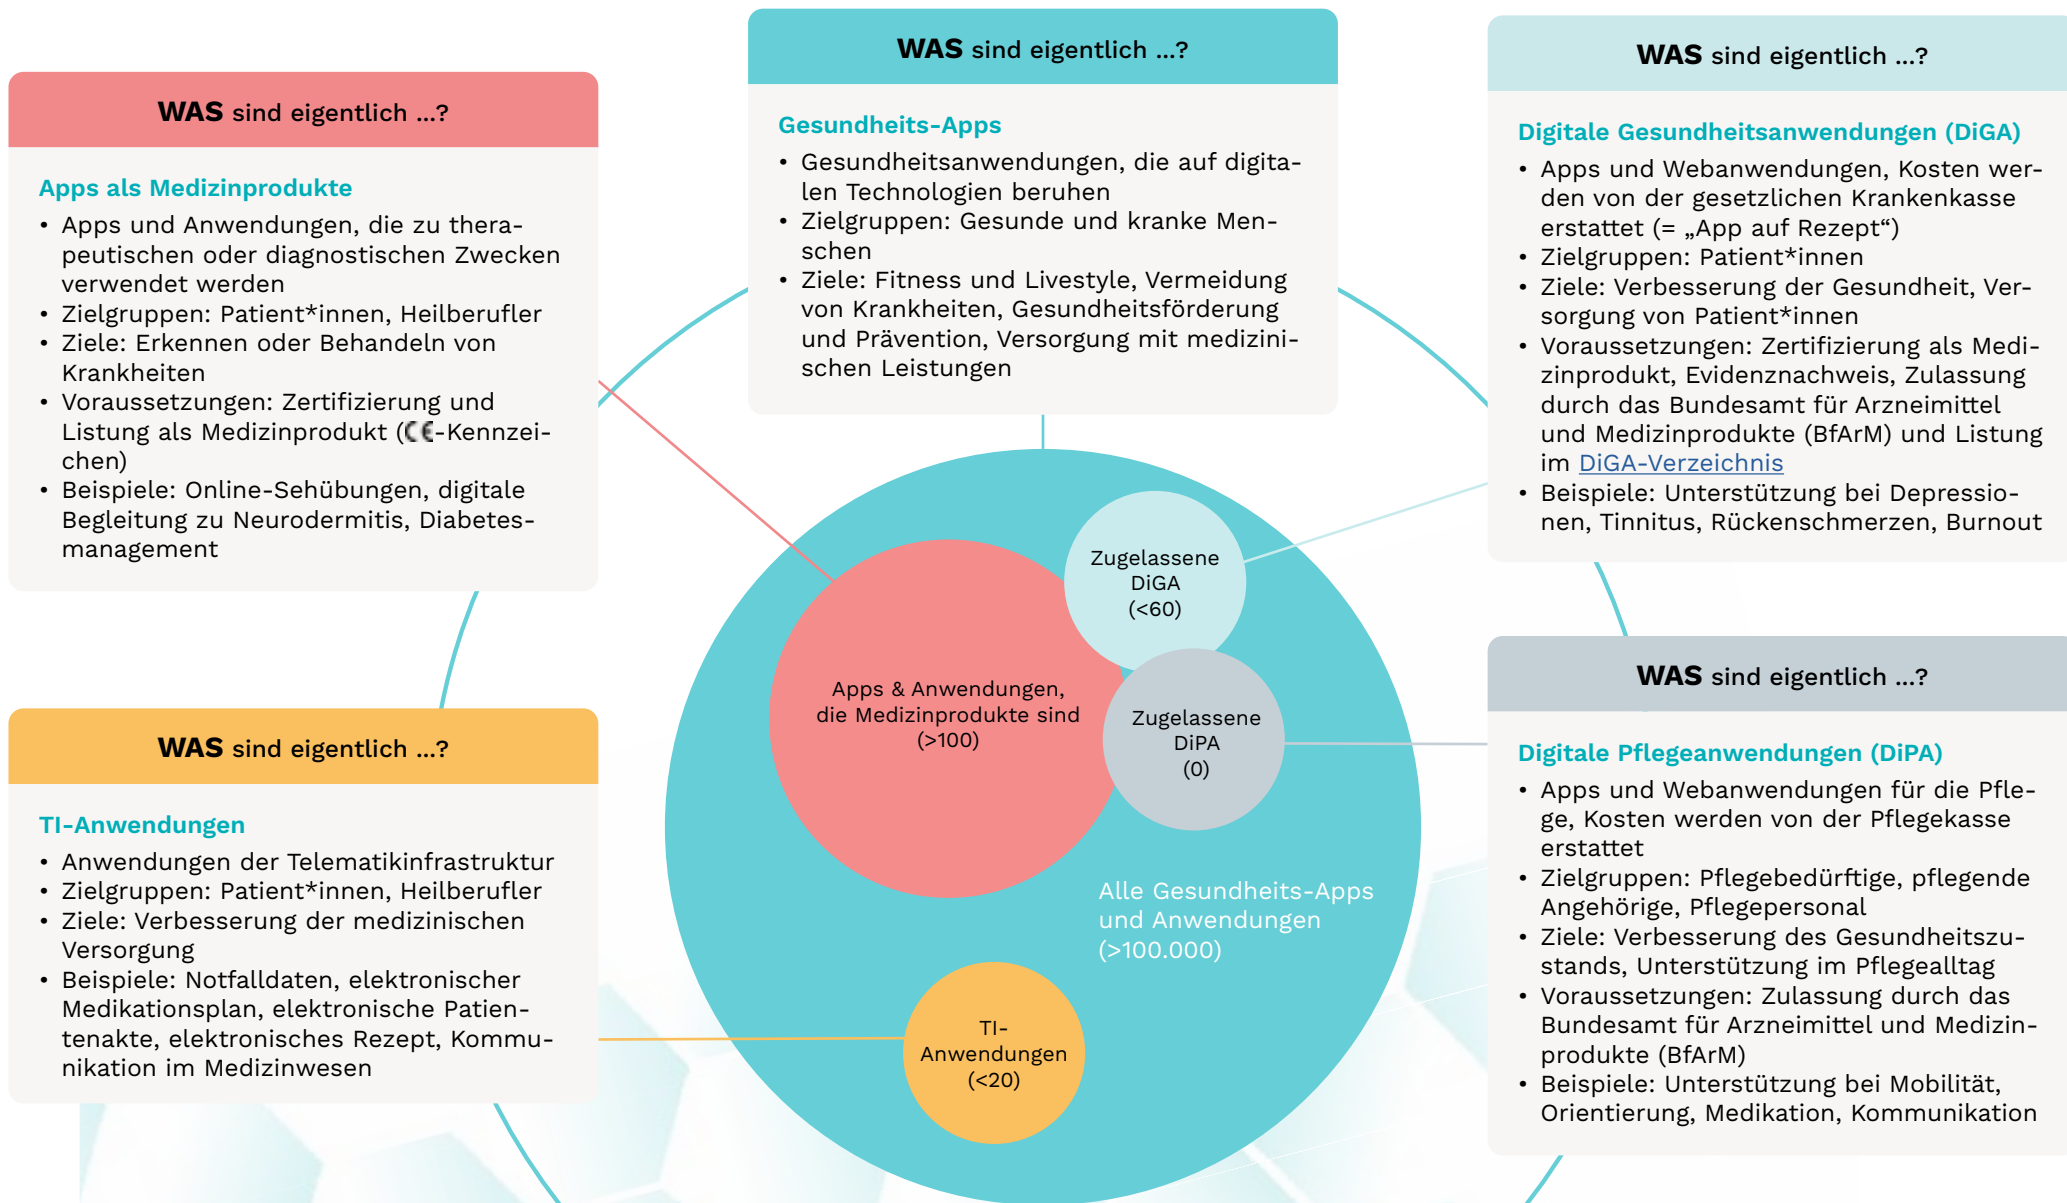 WAS sind eigentlich ...?
Apps als Medizinprodukte
• Apps und Anwendungen, die zu thera-
peutischen oder diagnostischen Zwecken
verwendet werden
• Zielgruppen: Patient*innen, Heilberufler
• Ziele: Erkennen oder Behandeln von
Krankheiten
• Voraussetzungen: Zertifizierung und
Listung als Medizinprodukt (CE-Kennzei-
chen)
• Beispiele: Online-Sehübungen, digitale
Begleitung zu Neurodermitis, Diabetes-
management
WAS sind eigentlich ...?
TI-Anwendungen
• Anwendungen der Telematikinfrastruktur
• Zielgruppen: Patient*innen, Heilberufler
• Ziele: Verbesserung der medizinischen
Versorgung
• Beispiele: Notfalldaten, elektronischer
Medikationsplan, elektronische Patien-
tenakte, elektronisches Rezept, Kommu-
nikation im Medizinwesen
WAS sind eigentlich ...?
Gesundheits-Apps
• Gesundheitsanwendungen, die auf digita-
len Technologien beruhen
• Zielgruppen: Gesunde und kranke Men-
schen
• Ziele: Fitness und Livestyle, Vermeidung
von Krankheiten, Gesundheitsförderung
und Prävention, Versorgung mit medizini-
schen Leistungen
Zugelassene
DiGA
(<60)
Apps & Anwendungen,
die Medizinprodukte sind
(>100)
Zugelassene
DiPA
(0)
Alle Gesundheits-Apps
und Anwendungen
(>100.000)
TI-
Anwendungen
(<20)
WAS sind eigentlich ...?
Digitale Gesundheitsanwendungen (DiGA)
• Apps und Webanwendungen, Kosten wer-
den von der gesetzlichen Krankenkasse
erstattet (= „App auf Rezept“)
• Zielgruppen: Patient*innen
• Ziele: Verbesserung der Gesundheit, Ver-
sorgung von Patient*innen
• Voraussetzungen: Zertifizierung als Medi-
zinprodukt, Evidenznachweis, Zulassung
durch das Bundesamt für Arzneimittel
und Medizinprodukte (BfArM) und Listung
im DiGA-Verzeichnis
• Beispiele: Unterstützung bei Depressio-
nen, Tinnitus, Rückenschmerzen, Burnout
WAS sind eigentlich ...?
Digitale Pflegeanwendungen (DiPA)
• Apps und Webanwendungen für die Pfle-
ge, Kosten werden von der Pflegekasse
erstattet
• Zielgruppen: Pflegebedürftige, pflegende
Angehörige, Pflegepersonal
• Ziele: Verbesserung des Gesundheitszu-
stands, Unterstützung im Pflegealltag
• Voraussetzungen: Zulassung durch das
Bundesamt für Arzneimittel und Medizin-
produkte (BfArM)
• Beispiele: Unterstützung bei Mobilität,
Orientierung, Medikation, Kommunikation